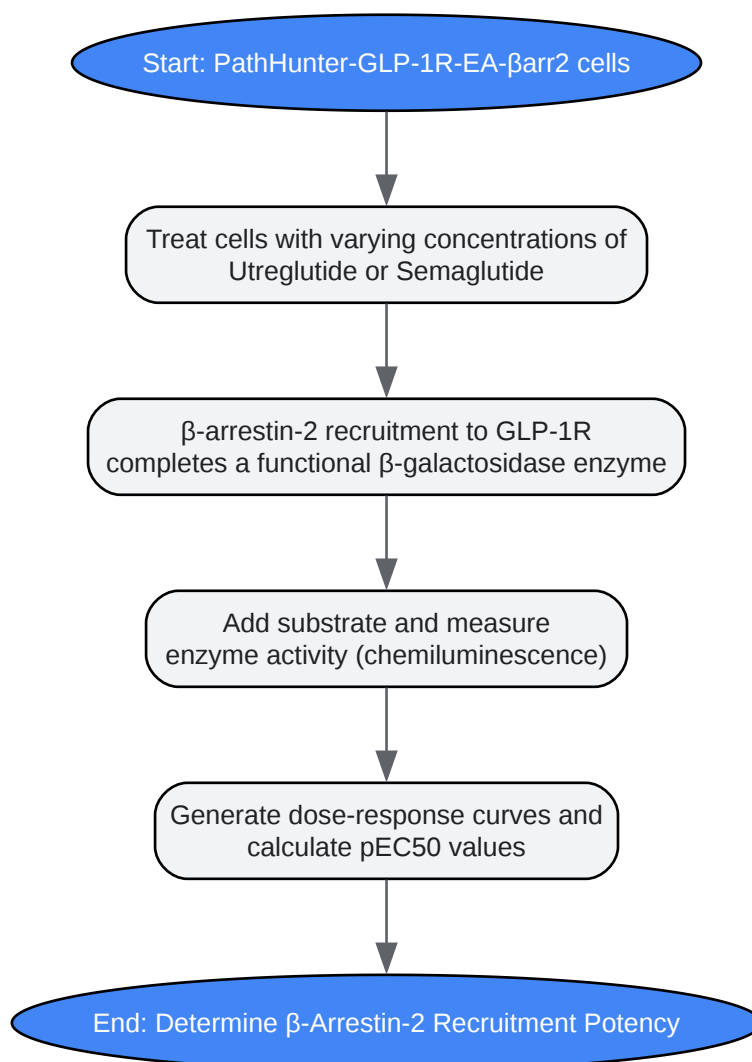 Start: PathHunter-GLP-1R-EA-βarr2 cells
Treat cells with varying concentrations of
Utreglutide or Semaglutide
β-arrestin-2 recruitment to GLP-1R
completes a functional β-galactosidase enzyme
Add substrate and measure
enzyme activity (chemiluminescence)
Generate dose-response curves and
calculate pEC50 values
End: Determine β-Arrestin-2 Recruitment Potency